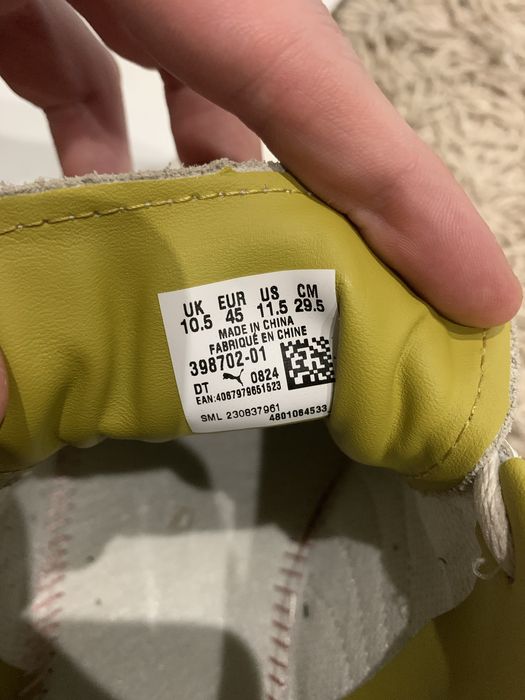 UK EUR US CM
10.5 45 11.5 29.5
MADE IN CHINA
FABRIQUÉ EN CHINE
398702-01
DT 0824
EAN:4067979651523
SML 230837961
4801084533